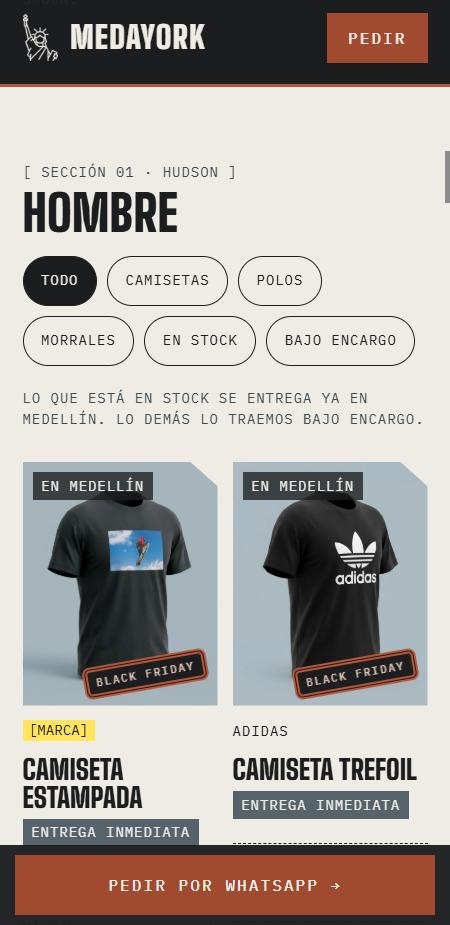 MEDAYORK
PEDIR
[ SECCIÓN 01 · HUDSON ]
HOMBRE
TODO
CAMISETAS
POLOS
MORRALES
EN STOCK
BAJO ENCARGO
LO QUE ESTÁ EN STOCK SE ENTREGA YA EN
MEDELLÍN. LO DEMÁS LO TRAEMOS BAJO ENCARGO.
EN MEDELLÍN
BLACK FRIDAY
[MARCA]
CAMISETA
ESTAMPADA
ENTREGA INMEDIATA
EN MEDELLÍN
adidas
BLACK FRIDAY
ADIDAS
CAMISETA TREFOIL
ENTREGA INMEDIATA
PEDIR POR WHATSAPP →